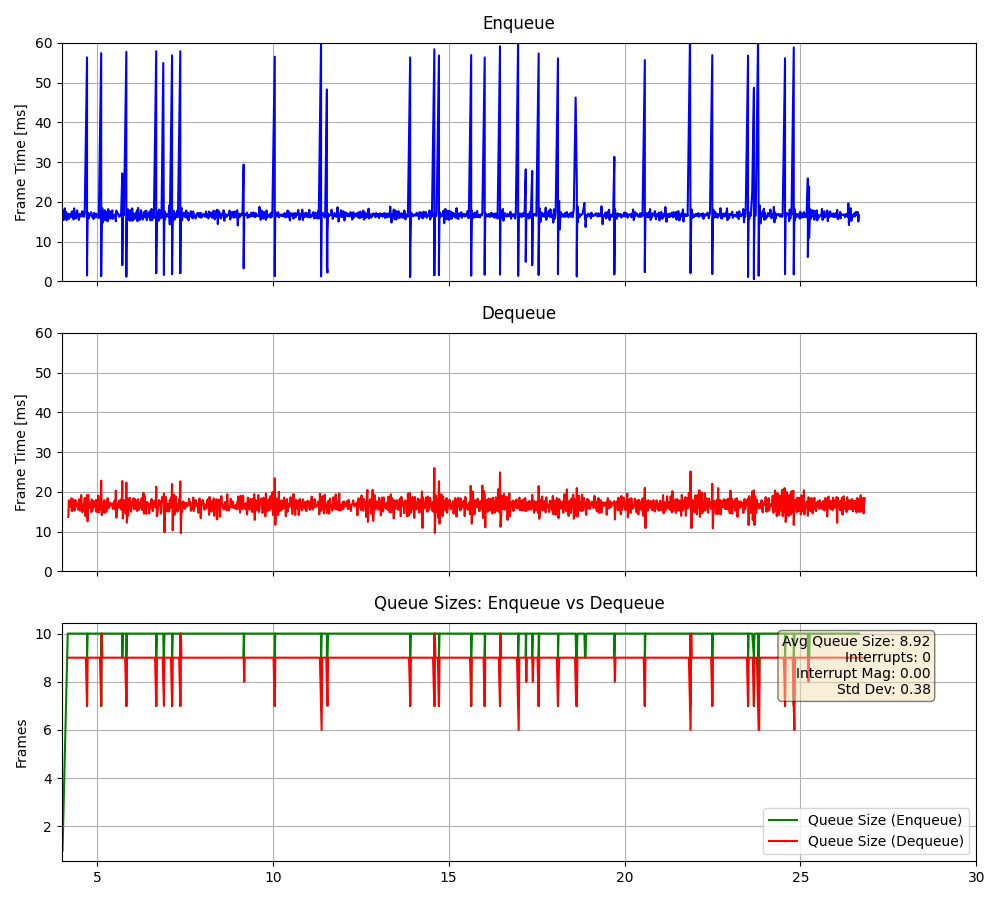 Enqueue
Frame Time [ms]
60
50
40
30
20
10
0
Dequeue
Frame Time [ms]
60
50
40
30
20
10
0
Queue Sizes: Enqueue vs Dequeue
Frames
10
8
6
4
2
Avg Queue Size: 8.92
Interrupts: 0
Interrupt Mag: 0.00
Std Dev: 0.38
Queue Size (Enqueue)
Queue Size (Dequeue)
5 10 15 20 25 30